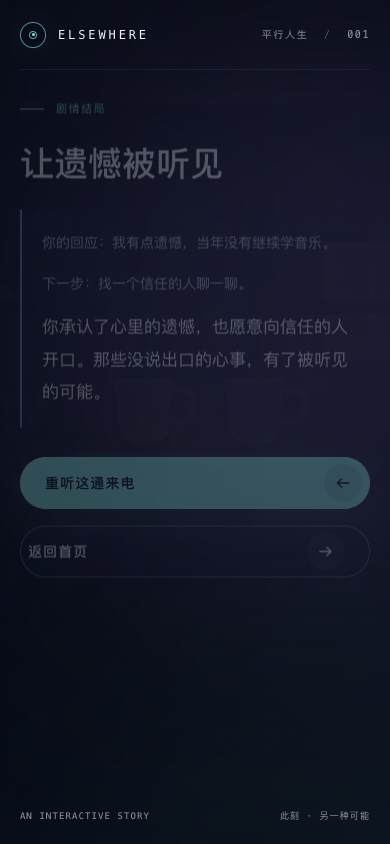 ELSEWHERE
平行人生 / 001
剧情结局
让遗憾被听见
你的回应：我有点遗憾，当年没有继续学音乐。
下一步：找一个信任的人聊一聊。
你承认了心里的遗憾，也愿意向信任的人
开口。那些没说出口的心事，有了被听见
的可能。
重听这通来电 ←
返回首页 →
AN INTERACTIVE STORY
此刻 · 另一种可能